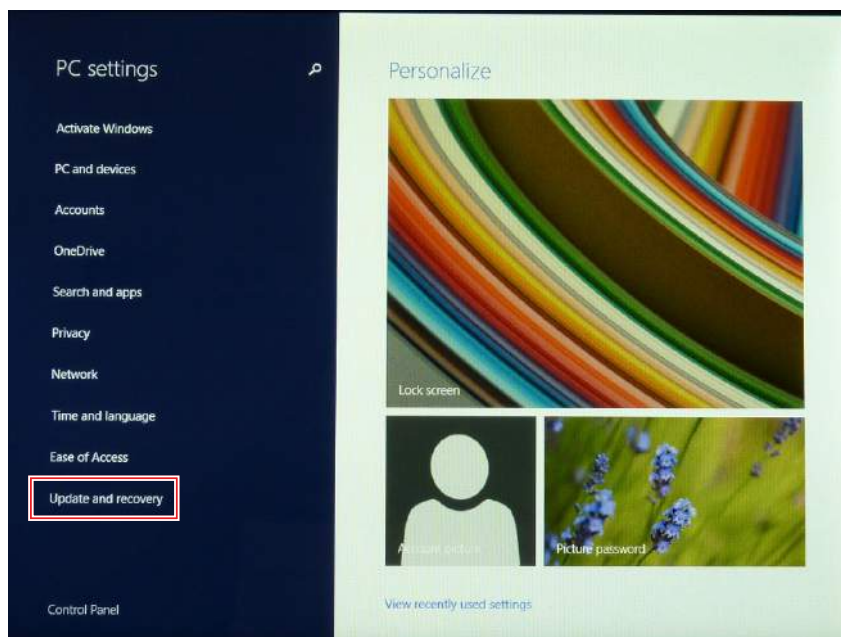 PC settings
Activate Windows
PC and devices
Accounts
OneDrive
Search and apps
Privacy
Network
Time and language
Ease of Access
Update and recovery
Control Panel
Personalize
Lock screen
Account picture
Picture password
View recently used settings